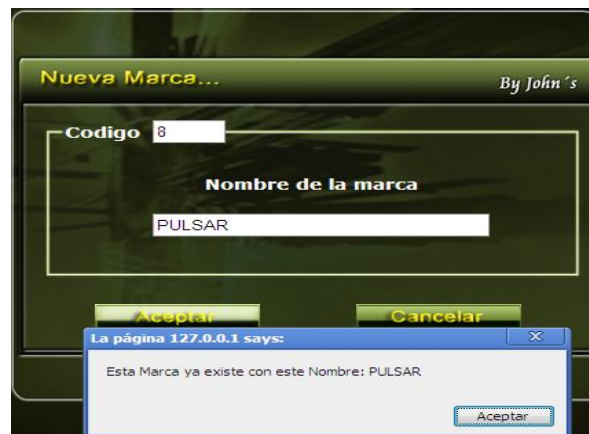 Nueva Marca...
By John´s
Codigo 8
Nombre de la marca
PULSAR
Aceptar Cancelar
La página 127.0.0.1 says:
Esta Marca ya existe con este Nombre: PULSAR
Aceptar